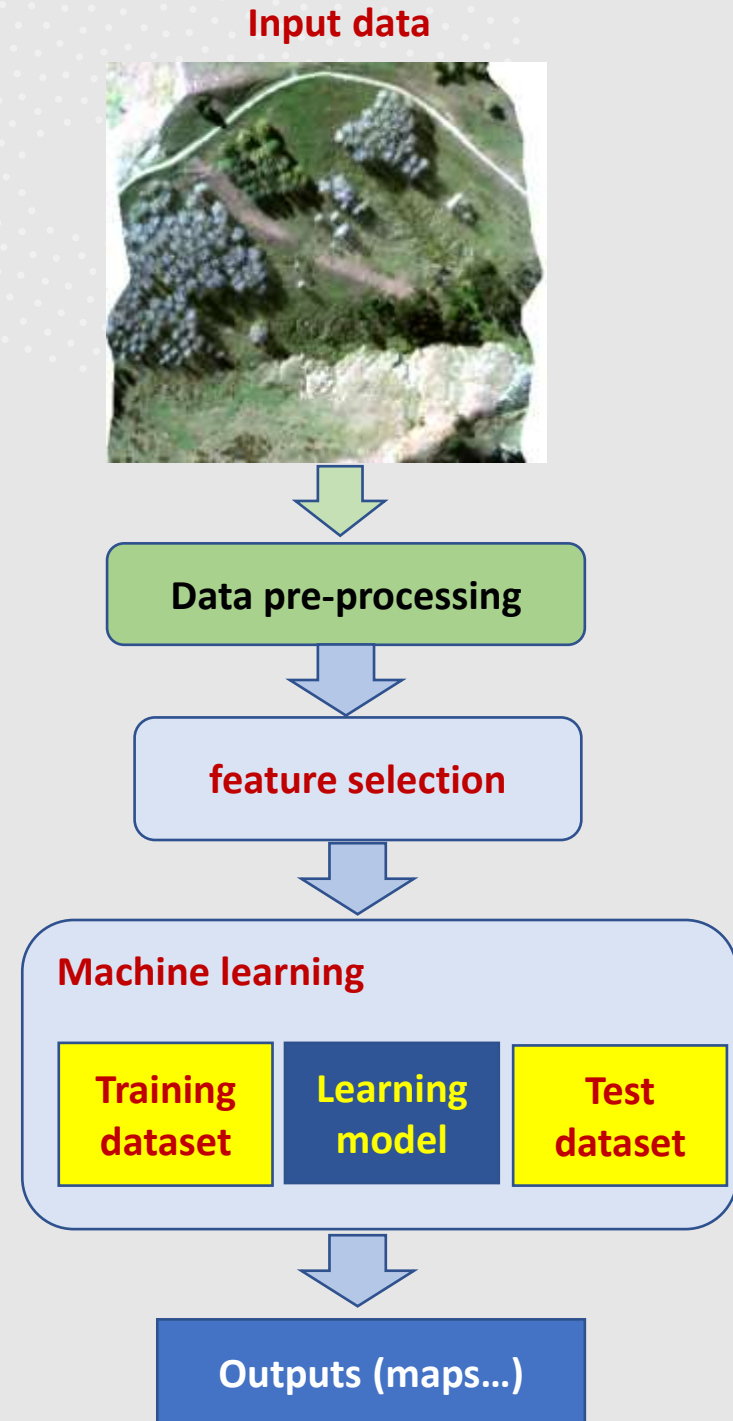 Input data
Data pre-processing
feature selection
Machine learning
Training
dataset
Learning
model
Test
dataset
Outputs (maps...)